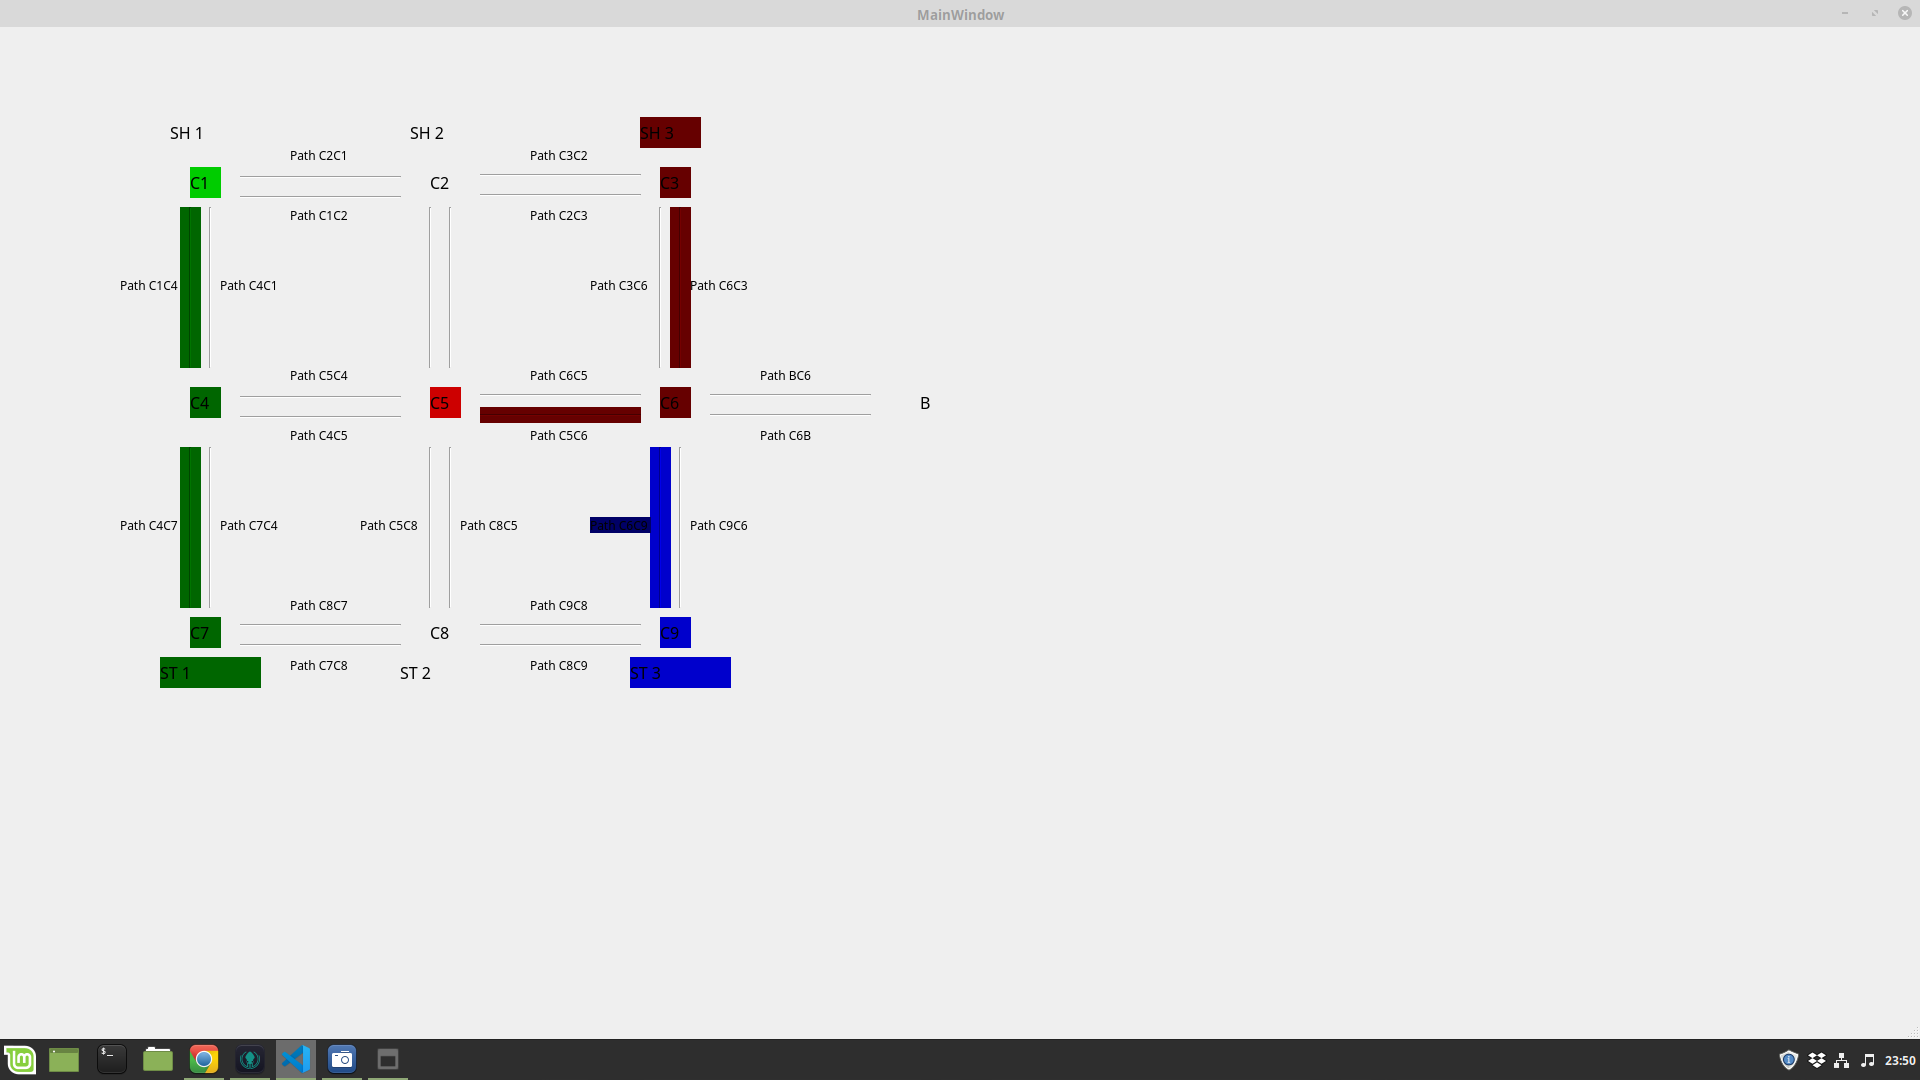 MainWindow
SH 1
SH 2
SH 3
Path C2C1
Path C3C2
C1
C2
C3
Path C1C2
Path C2C3
Path C1C4
Path C4C1
Path C3C6
Path C6C3
Path C5C4
Path C6C5
Path BC6
C4
C5
C6
B
Path C4C5
Path C5C6
Path C6B
Path C4C7
Path C7C4
Path C5C8
Path C8C5
Path C6C9
Path C9C6
Path C8C7
Path C9C8
C7
C8
C9
ST 1
Path C7C8
ST 2
Path C8C9
ST 3
23:50